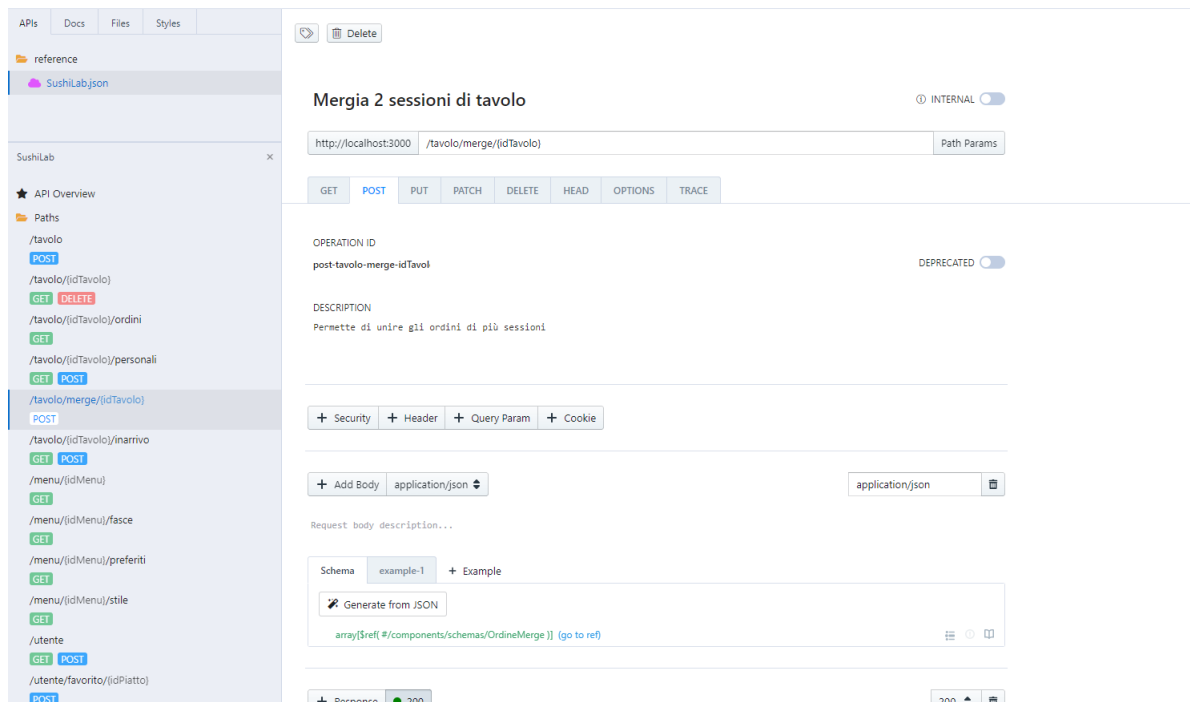 APIs Docs Files Styles
reference
SushiLab.json
SushiLab ×
API Overview
Paths
/tavolo
POST
/tavolo/{idTavolo}
GET DELETE
/tavolo/{idTavolo}/ordini
GET
/tavolo/{idTavolo}/personali
GET POST
/tavolo/merge/{idTavolo}
POST
/tavolo/{idTavolo}/inarrivo
GET POST
/menu/{idMenu}
GET
/menu/{idMenu}/fasce
GET
/menu/{idMenu}/preferiti
GET
/menu/{idMenu}/stile
GET
/utente
GET POST
/utente/favorito/{idPiatto}
POST
Delete
Mergia 2 sessioni di tavolo
INTERNAL
http://localhost:3000 /tavolo/merge/{idTavolo} Path Params
GET POST PUT PATCH DELETE HEAD OPTIONS TRACE
OPERATION ID
post-tavolo-merge-idTavol
DEPRECATED
DESCRIPTION
Permette di unire gli ordini di più sessioni
+ Security + Header + Query Param + Cookie
+ Add Body application/json application/json
Request body description...
Schema example-1 + Example
Generate from JSON
array[$ref( #/components/schemas/OrdineMerge )] (go to ref)
+ Response 200 200